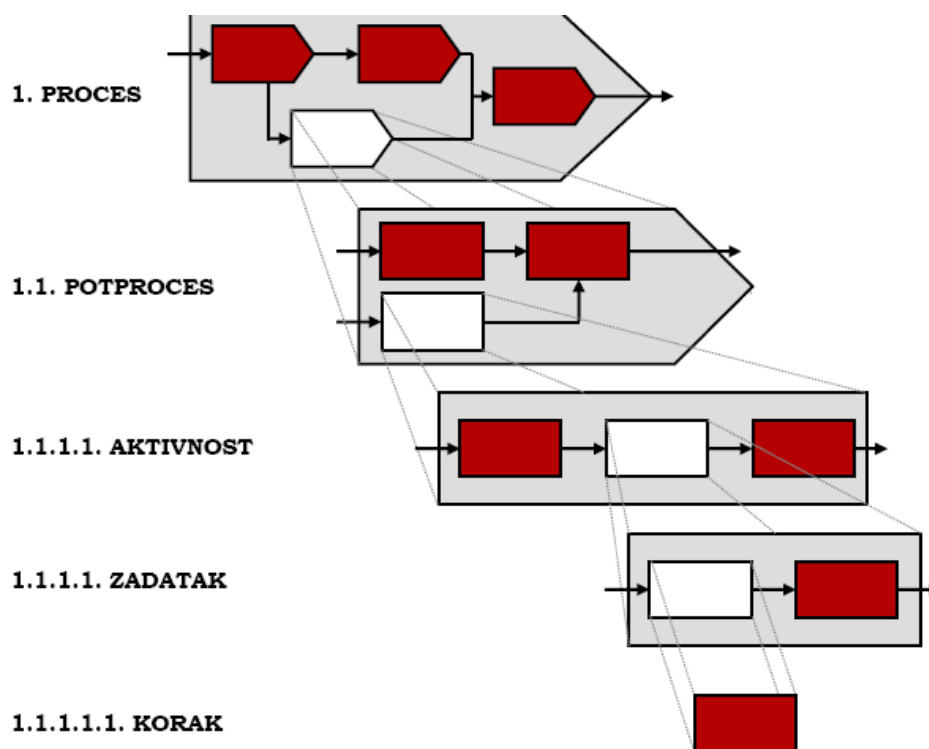 1. PROCES
1.1. POTPROCES
1.1.1.1. AKTIVNOST
1.1.1.1. ZADATAK
1.1.1.1.1. KORAK